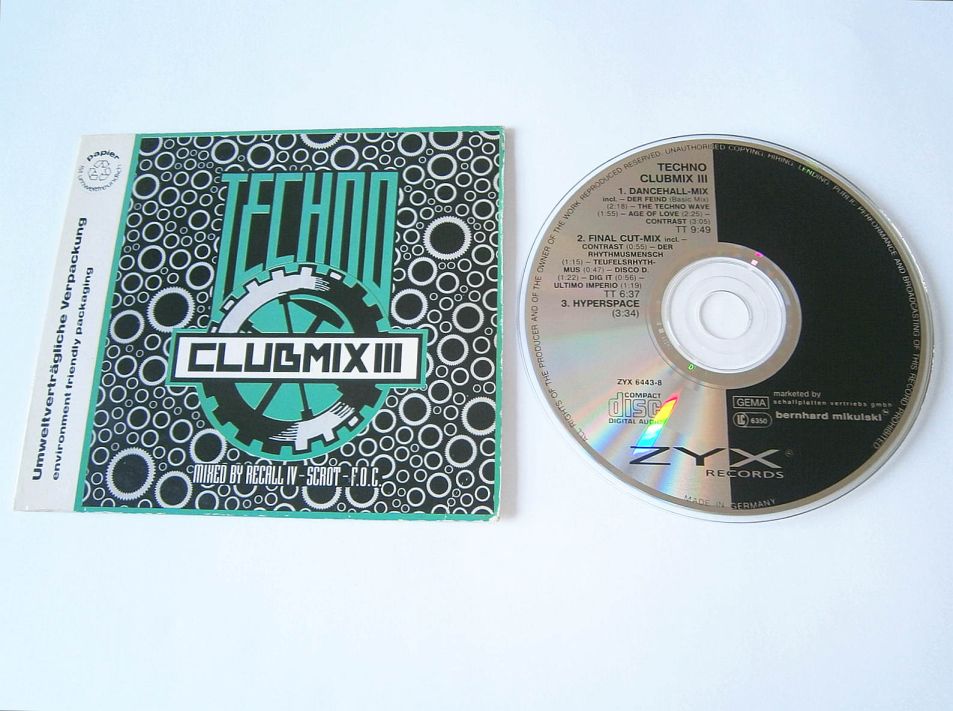 papier
ist umweltfreundlich
Umweltverträgliche Verpackung
environment friendly packaging
TECHNO
CLUBMIX III
MIXED BY RECALL IV - SCROT - F.O.C.
ALL RIGHTS OF THE PRODUCER AND OF THE OWNER OF THE WORK REPRODUCED RESERVED. UNAUTHORISED COPYING, HIRING, LENDING, PUBLIC PERFORMANCE AND BROADCASTING OF THIS RECORD PROHIBITED
TECHNO
CLUBMIX III
1. DANCEHALL-MIX
incl. – DER FEIND (Basic Mix)
(2:18) – THE TECHNO WAVE
(1:55) – AGE OF LOVE (2:25) –
CONTRAST (3:05)
TT 9:49
2. FINAL CUT-MIX incl. –
CONTRAST (0:55) – DER
RHYTHMUSMENSCH
(1:15) – TEUFELSRHYTH-
MUS (0:47) – DISCO D.
(1:22) – DIG IT (0:56) –
ULTIMO IMPERIO (1:19)
TT 6:37
3. HYPERSPACE
(3:34)
ZYX 6443-8
COMPACT
disc
DIGITAL AUDIO
GEMA
LC 6350
marketed by
schallplatten vertriebs gmbh
bernhard mikulski®
ZYX®
RECORDS
MADE IN GERMANY